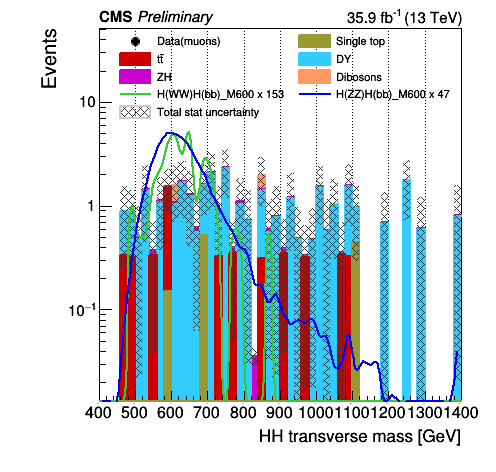 CMS Preliminary 35.9 fb⁻¹ (13 TeV)
Events
Data(muons) Single top
tt̄ DY
ZH Dibosons
H(WW)H(bb)_M600 x 153 H(ZZ)H(bb)_M600 x 47
Total stat uncertainty
10
1
10⁻¹
400 500 600 700 800 900 1000 1100 1200 1300 1400
HH transverse mass [GeV]